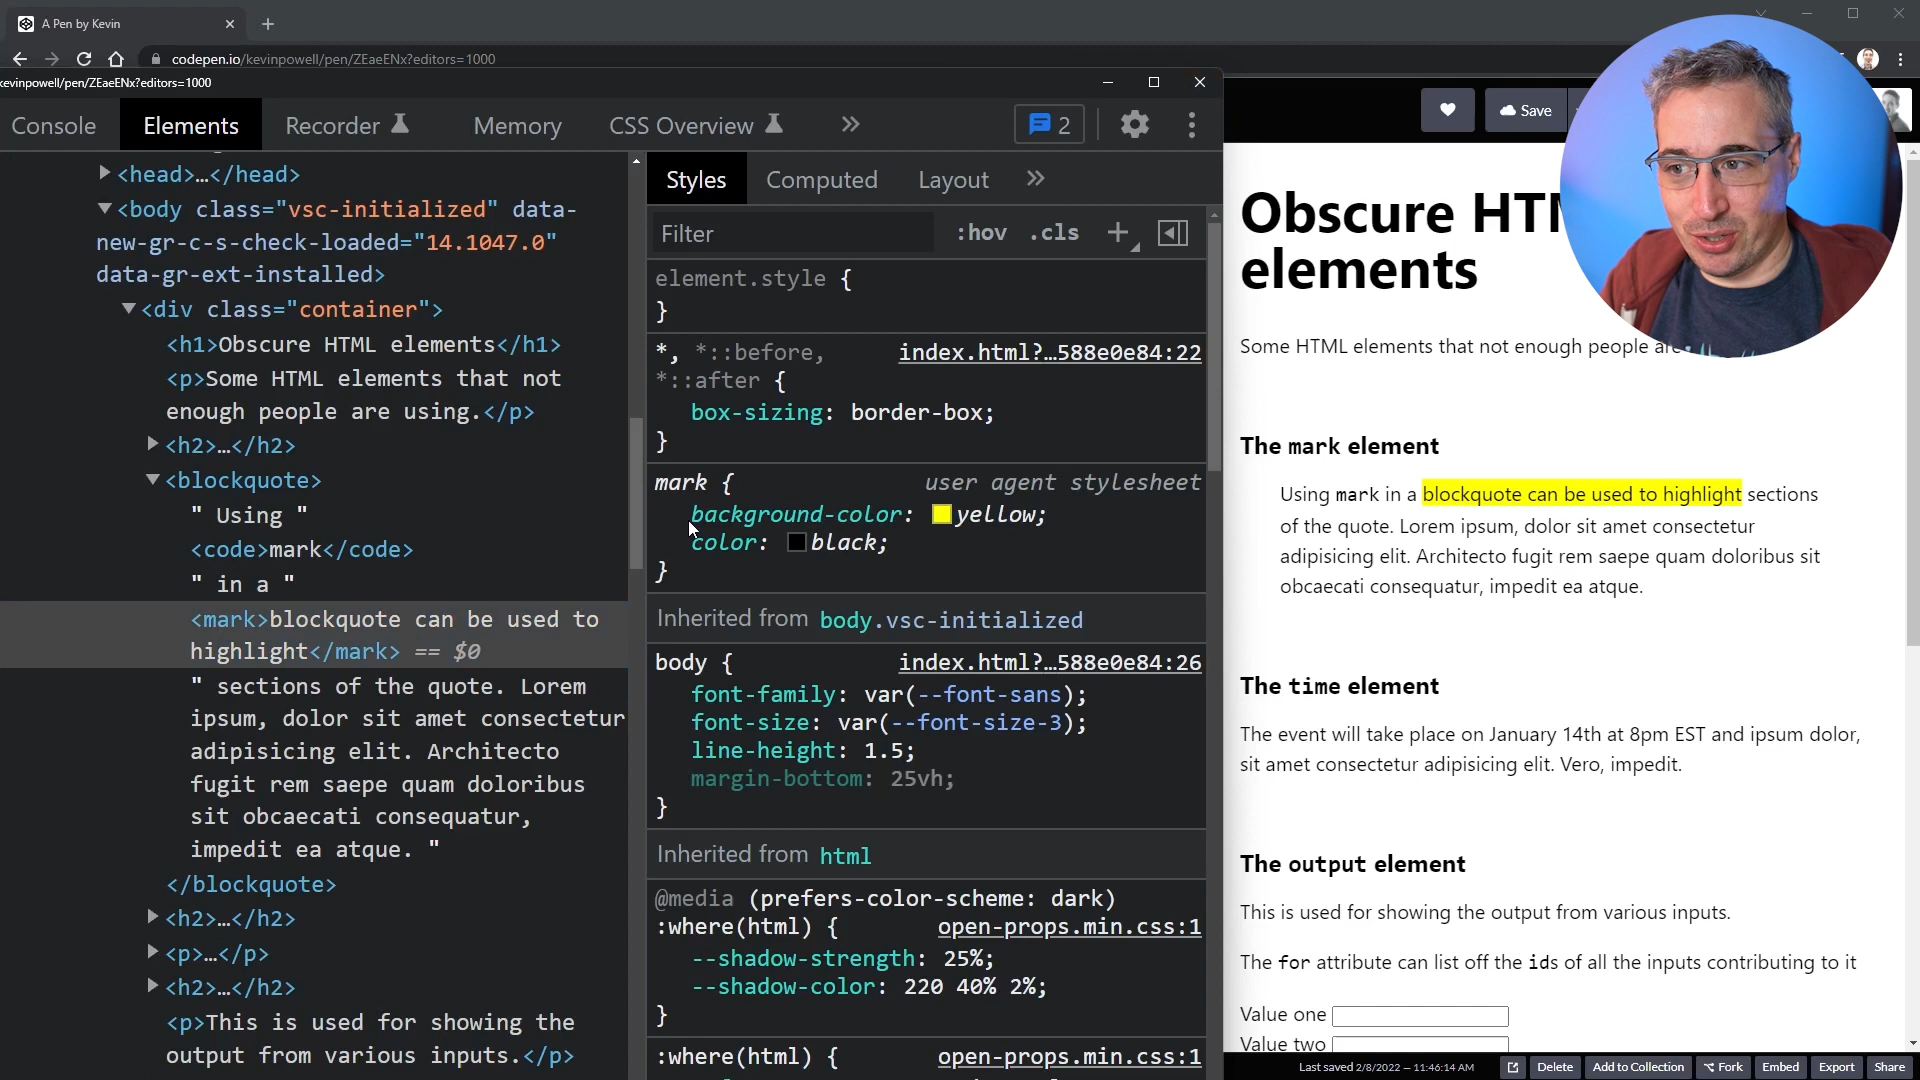 A Pen by Kevin
codepen.io/kevinpowell/pen/ZEaeENx?editors=1000
kevinpowell/pen/ZEaeENx?editors=1000
Console
Elements
Recorder
Memory
CSS Overview
2
<head>…</head>
<body class="vsc-initialized" data-
new-gr-c-s-check-loaded="14.1047.0"
data-gr-ext-installed>
<div class="container">
<h1>Obscure HTML elements</h1>
<p>Some HTML elements that not
enough people are using.</p>
<h2>…</h2>
<blockquote>
" Using "
<code>mark</code>
" in a "
<mark>blockquote can be used to
highlight</mark> == $0
" sections of the quote. Lorem
ipsum, dolor sit amet consectetur
adipisicing elit. Architecto
fugit rem saepe quam doloribus
sit obcaecati consequatur,
impedit ea atque. "
</blockquote>
<h2>…</h2>
<p>…</p>
<h2>…</h2>
<p>This is used for showing the
output from various inputs.</p>
Styles
Computed
Layout
Filter
:hov .cls
element.style {
}
*, *::before, index.html?…588e0e84:22
*::after {
box-sizing: border-box;
}
mark { user agent stylesheet
background-color: yellow;
color: black;
}
Inherited from body.vsc-initialized
body { index.html?…588e0e84:26
font-family: var(--font-sans);
font-size: var(--font-size-3);
line-height: 1.5;
margin-bottom: 25vh;
}
Inherited from html
@media (prefers-color-scheme: dark)
:where(html) { open-props.min.css:1
--shadow-strength: 25%;
--shadow-color: 220 40% 2%;
}
:where(html) { open-props.min.css:1
Save
Obscure HTM
elements
Some HTML elements that not enough people are
The mark element
Using mark in a blockquote can be used to highlight sections
of the quote. Lorem ipsum, dolor sit amet consectetur
adipisicing elit. Architecto fugit rem saepe quam doloribus sit
obcaecati consequatur, impedit ea atque.
The time element
The event will take place on January 14th at 8pm EST and ipsum dolor,
sit amet consectetur adipisicing elit. Vero, impedit.
The output element
This is used for showing the output from various inputs.
The for attribute can list off the ids of all the inputs contributing to it
Value one
Value two
Last saved 2/8/2022 — 11:46:14 AM
Delete
Add to Collection
Fork
Embed
Export
Share